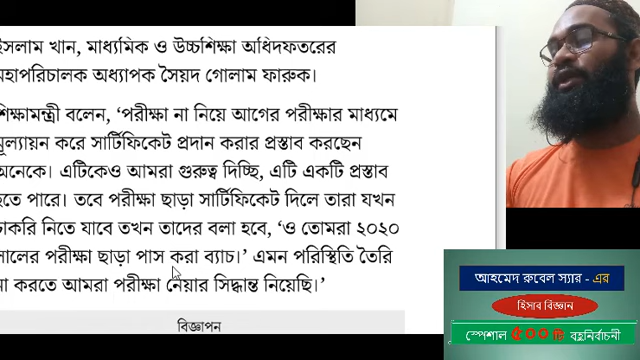 ইসলাম খান, মাধ্যমিক ও উচ্চশিক্ষা অধিদফতরের
মহাপরিচালক অধ্যাপক সৈয়দ গোলাম ফারুক।
শিক্ষামন্ত্রী বলেন, ‘পরীক্ষা না নিয়ে আগের পরীক্ষার মাধ্যমে
মূল্যায়ন করে সার্টিফিকেট প্রদান করার প্রস্তাব করছেন
অনেকে। এটিকেও আমরা গুরুত্ব দিচ্ছি, এটি একটি প্রস্তাব
হতে পারে। তবে পরীক্ষা ছাড়া সার্টিফিকেট দিলে তারা যখন
চাকরি নিতে যাবে তখন তাদের বলা হবে, ‘ও তোমরা ২০২০
সালের পরীক্ষা ছাড়া পাস করা ব্যাচ।’ এমন পরিস্থিতি তৈরি
না করতে আমরা পরীক্ষা নেয়ার সিদ্ধান্ত নিয়েছি।’
বিজ্ঞাপন
আহমেদ রুবেল স্যার - এর
হিসাব বিজ্ঞান
স্পেশাল ৫০০ টি বহুনির্বাচনী